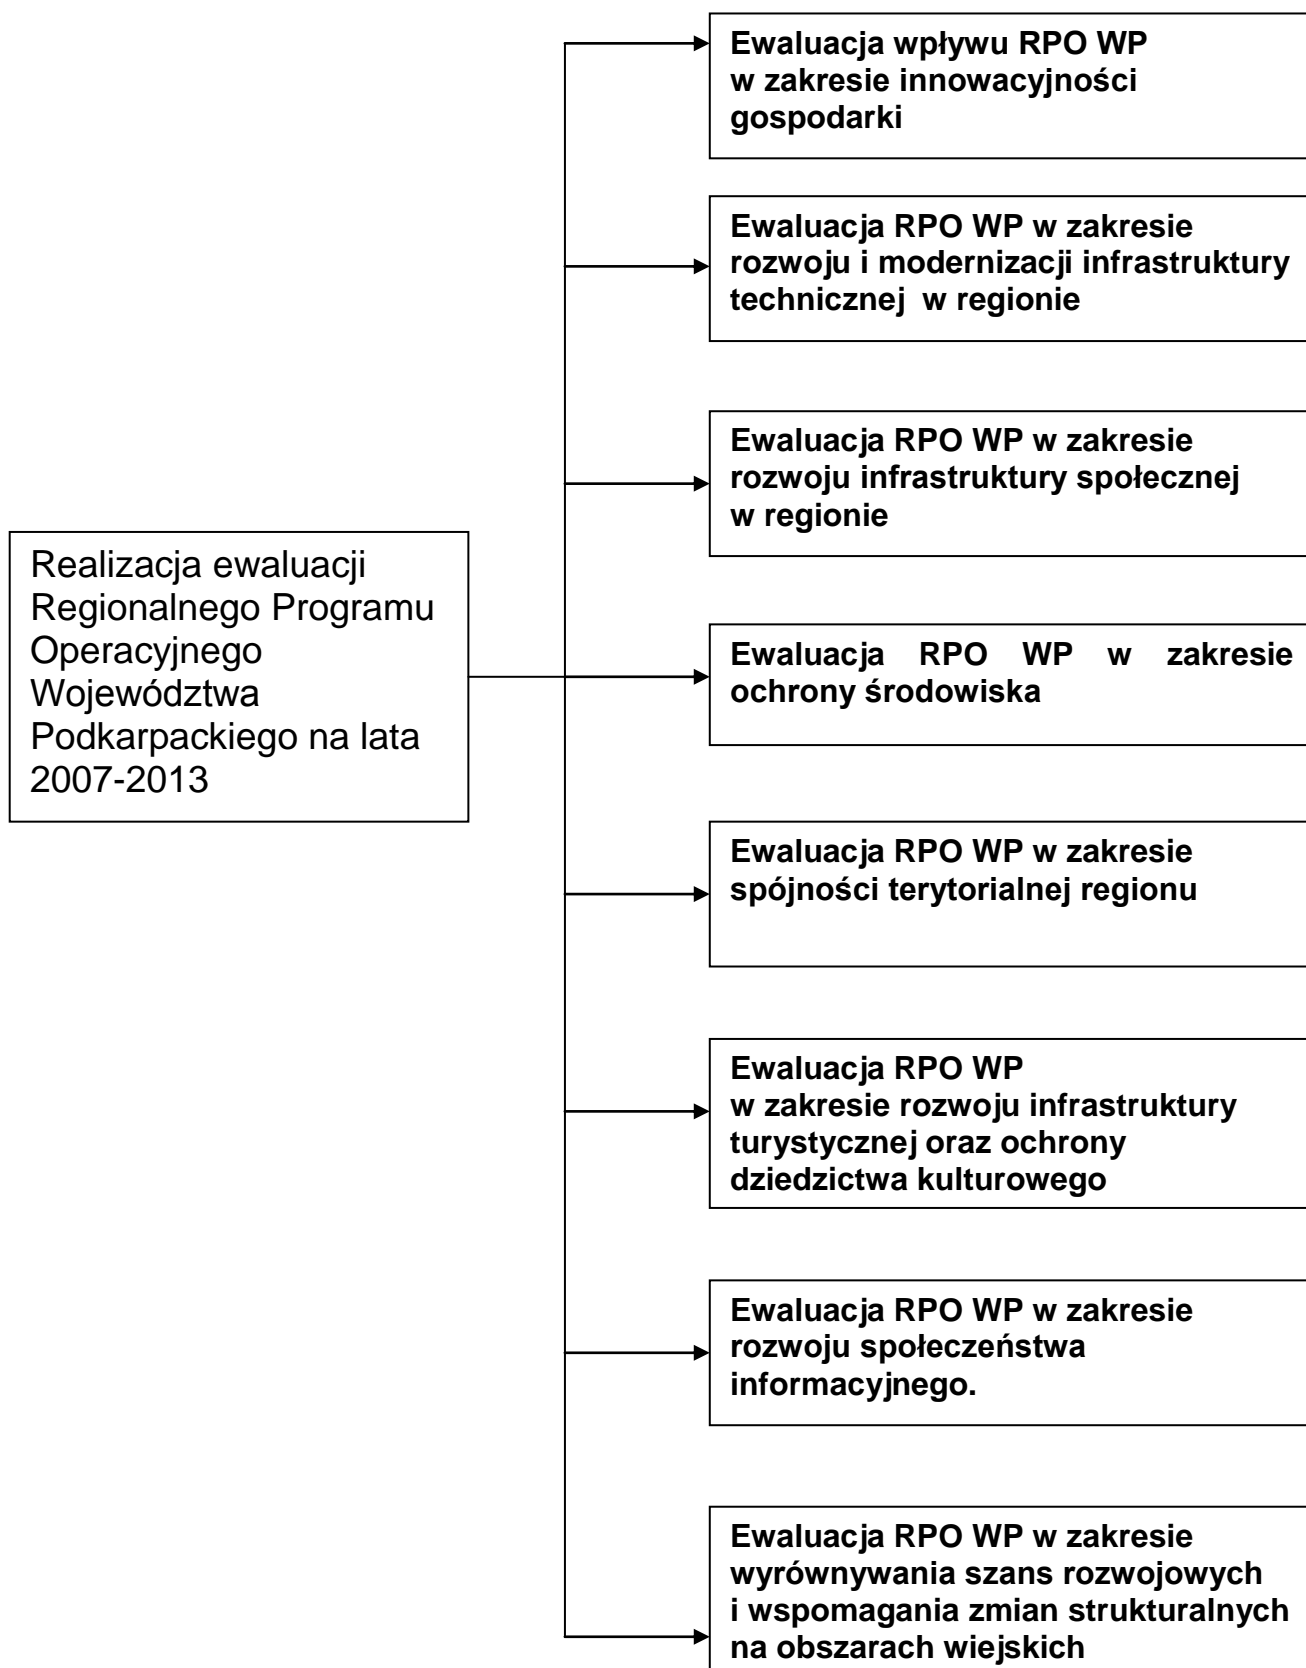 Ewaluacja wpływu RPO WP
w zakresie innowacyjności
gospodarki
Ewaluacja RPO WP w zakresie
rozwoju i modernizacji infrastruktury
technicznej w regionie
Ewaluacja RPO WP w zakresie
rozwoju infrastruktury społecznej
w regionie
Realizacja ewaluacji
Regionalnego Programu
Operacyjnego
Województwa
Podkarpackiego na lata
2007-2013
Ewaluacja RPO WP w zakresie
ochrony środowiska
Ewaluacja RPO WP w zakresie
spójności terytorialnej regionu
Ewaluacja RPO WP
w zakresie rozwoju infrastruktury
turystycznej oraz ochrony
dziedzictwa kulturowego
Ewaluacja RPO WP w zakresie
rozwoju społeczeństwa
informacyjnego.
Ewaluacja RPO WP w zakresie
wyrównywania szans rozwojowych
i wspomagania zmian strukturalnych
na obszarach wiejskich